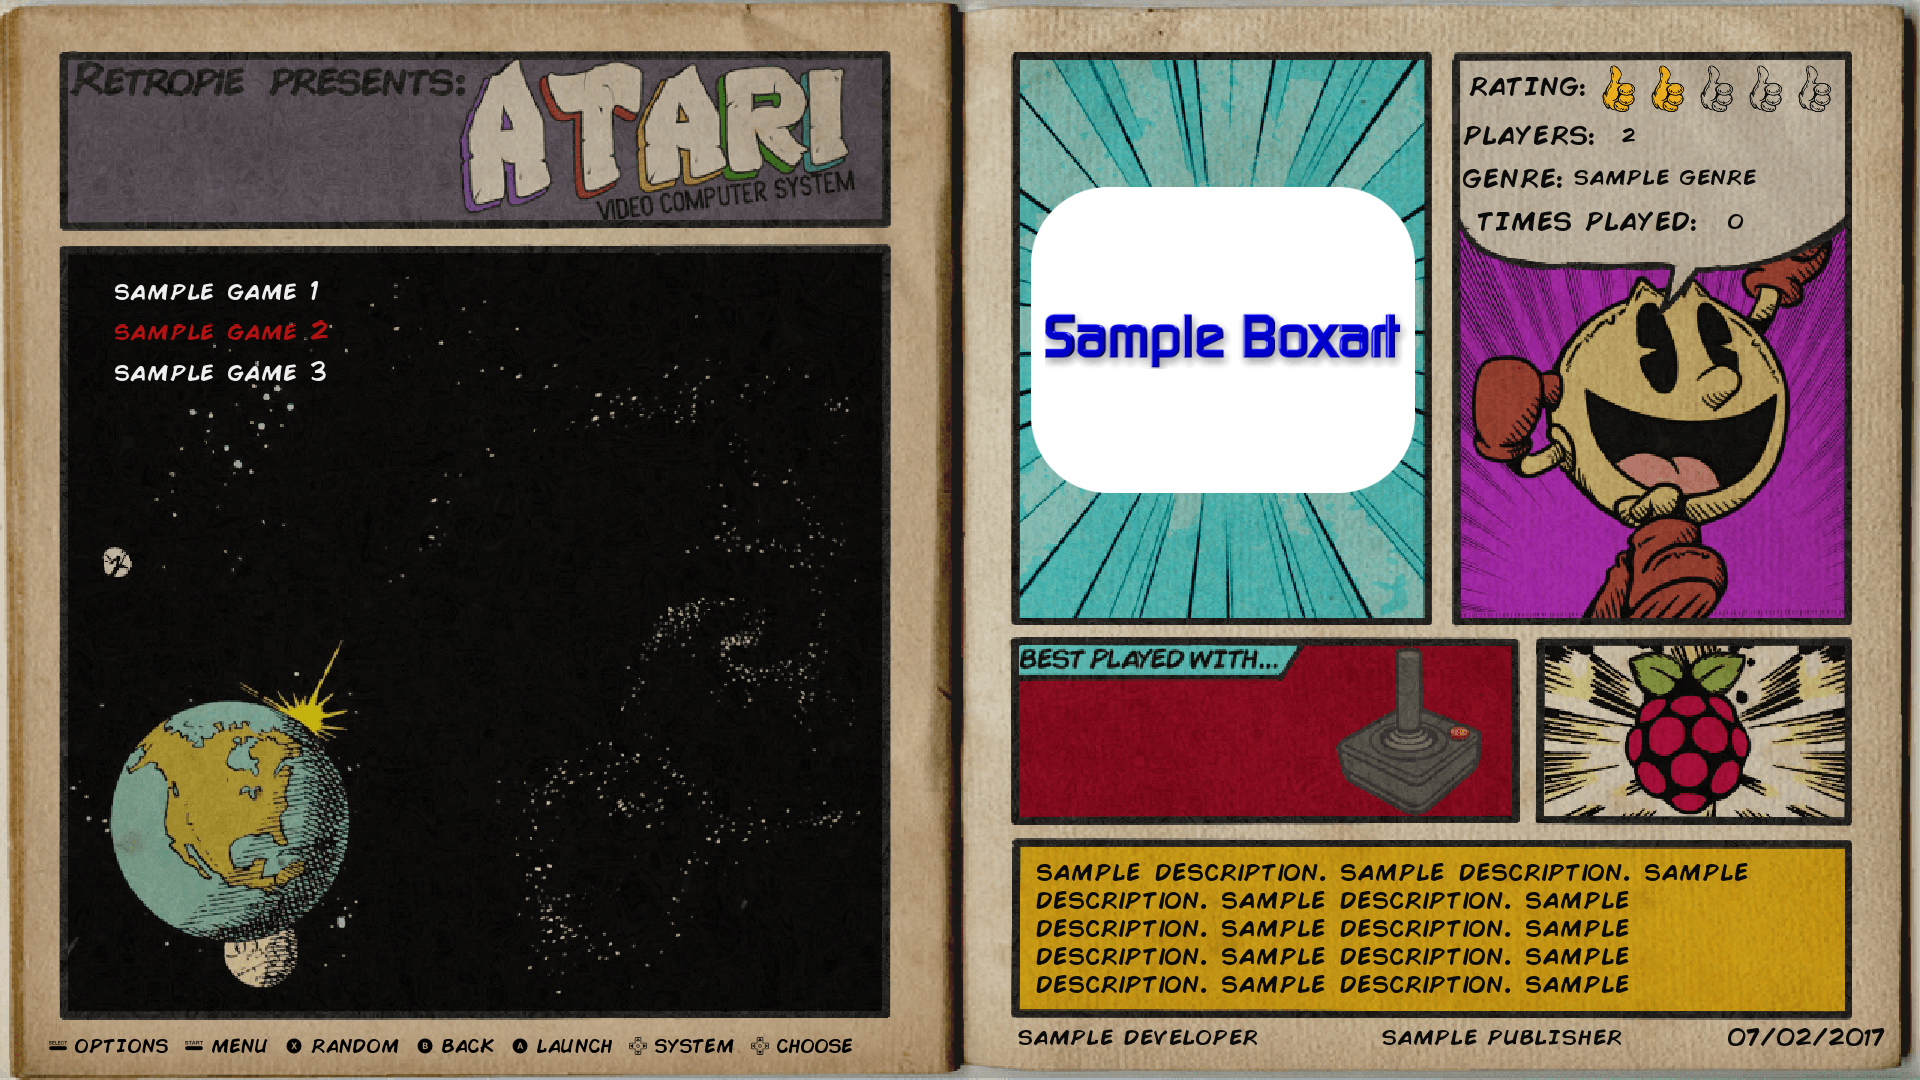 RETROPIE PRESENTS:
ATARI
VIDEO COMPUTER SYSTEM
SAMPLE GAME 1
SAMPLE GAME 2
SAMPLE GAME 3
SELECT OPTIONS START MENU X RANDOM B BACK A LAUNCH SYSTEM CHOOSE
Sample Boxart
RATING:
PLAYERS: 2
GENRE: SAMPLE GENRE
TIMES PLAYED: 0
BEST PLAYED WITH...
SAMPLE DESCRIPTION. SAMPLE DESCRIPTION. SAMPLE
DESCRIPTION. SAMPLE DESCRIPTION. SAMPLE
DESCRIPTION. SAMPLE DESCRIPTION. SAMPLE
DESCRIPTION. SAMPLE DESCRIPTION. SAMPLE
DESCRIPTION. SAMPLE DESCRIPTION. SAMPLE
SAMPLE DEVELOPER SAMPLE PUBLISHER 07/02/2017